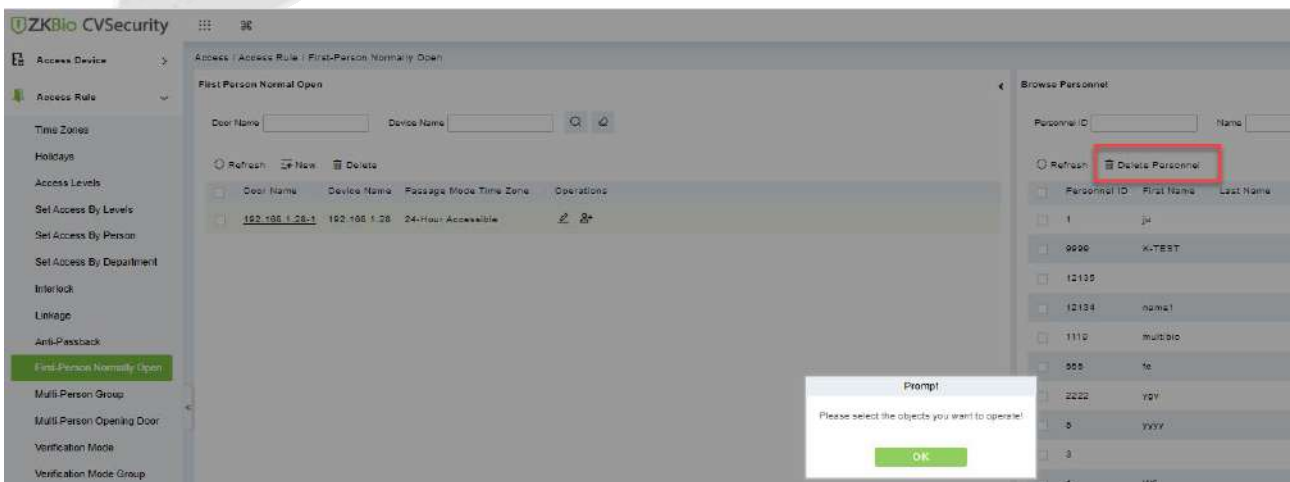 ZKBio CVSecurity
Access Device
Access Rule
Time Zones
Holidays
Access Levels
Set Access By Levels
Set Access By Person
Set Access By Department
Interlock
Linkage
Anti-Passback
First-Person Normally Open
Multi-Person Group
Multi-Person Opening Door
Verification Mode
Verification Mode Group
Access / Access Rule / First-Person Normally Open
First Person Normal Open
Door Name Device Name
Refresh New Delete
Door Name Device Name Passage Mode Time Zone Operations
192.168.1.28-1 192.168.1.28 24-Hour Accessible
Browse Personnel
Personnel ID Name
Refresh Delete Personnel
Personnel ID First Name Last Name
1 ju
9999 X-TEST
12135
12134 name1
1119 multibio
555 fe
2222 YGY
5 yyyy
3
Prompt
Please select the objects you want to operate!
OK